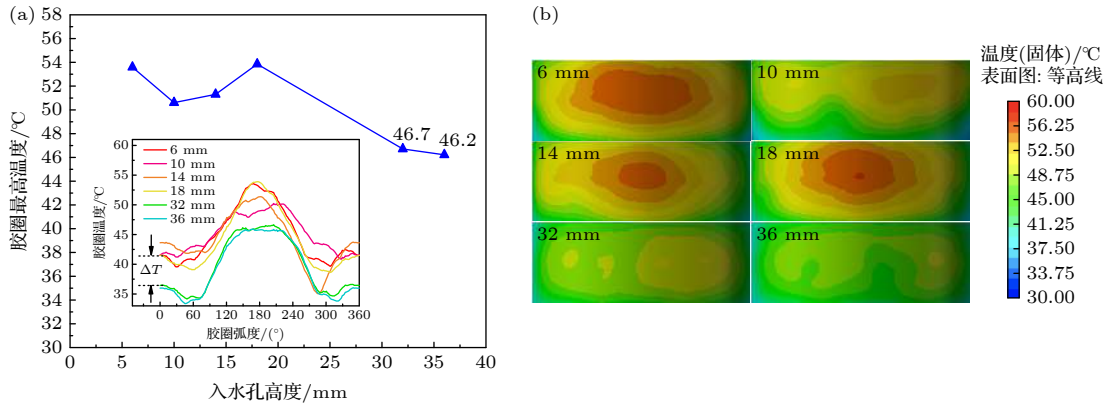 (a)
58
56
54
52
50
48
46
44
42
40
38
36
34
32
30
胶圈最高温度/℃
46.7
46.2
60
55
50
45
40
35
胶圈温度/℃
6 mm
10 mm
14 mm
18 mm
32 mm
36 mm
ΔT
0 60 120 180 240 300 360
胶圈弧度/(°)
0 5 10 15 20 25 30 35 40
入水孔高度/mm
(b)
6 mm
10 mm
14 mm
18 mm
32 mm
36 mm
温度(固体)/℃
表面图: 等高线
60.00
56.25
52.50
48.75
45.00
41.25
37.50
33.75
30.00